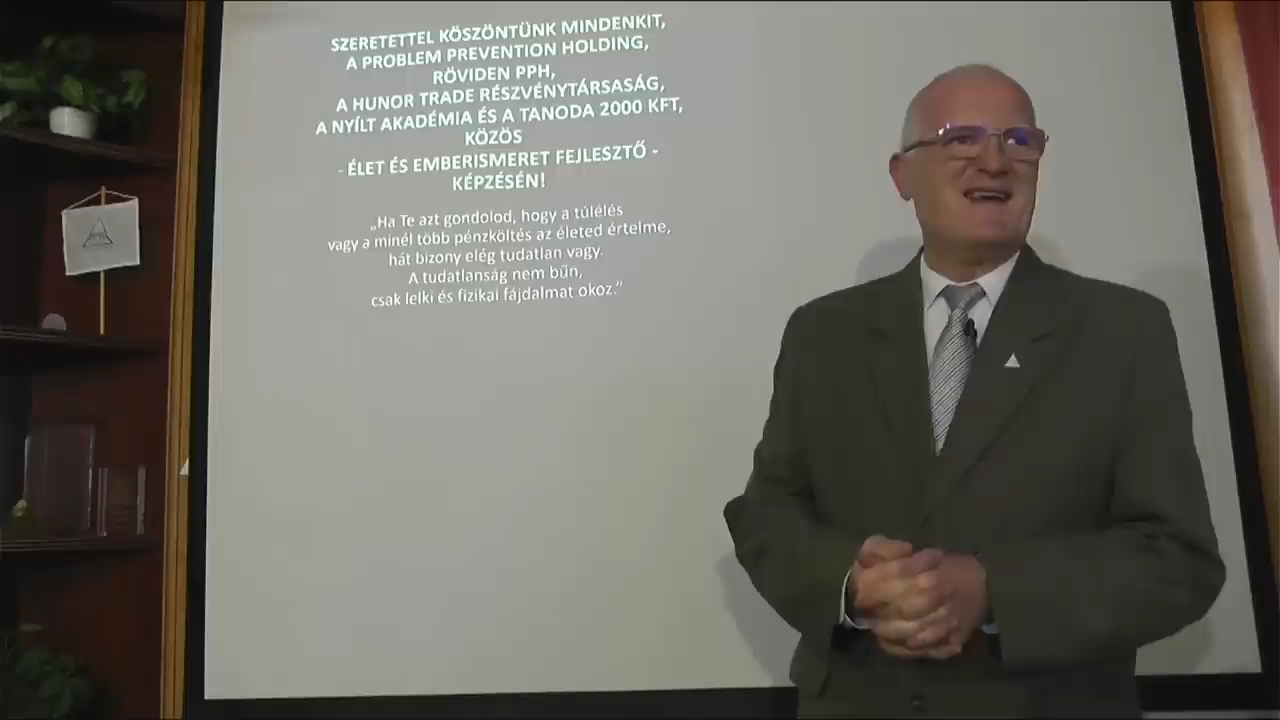 SZERETETTEL KÖSZÖNTÜNK MINDENKIT,
A PROBLEM PREVENTION HOLDING,
RÖVIDEN PPH,
A HUNOR TRADE RÉSZVÉNYTÁRSASÁG,
A NYÍLT AKADÉMIA ÉS A TANODA 2000 KFT,
KÖZÖS
- ÉLET ÉS EMBERISMERET FEJLESZTŐ -
KÉPZÉSÉN!
„Ha Te azt gondolod, hogy a túlélés
vagy a minél több pénzköltés az életed értelme,
hát bizony elég tudatlan vagy.
A tudatlanság nem bűn,
csak lelki és fizikai fájdalmat okoz.”